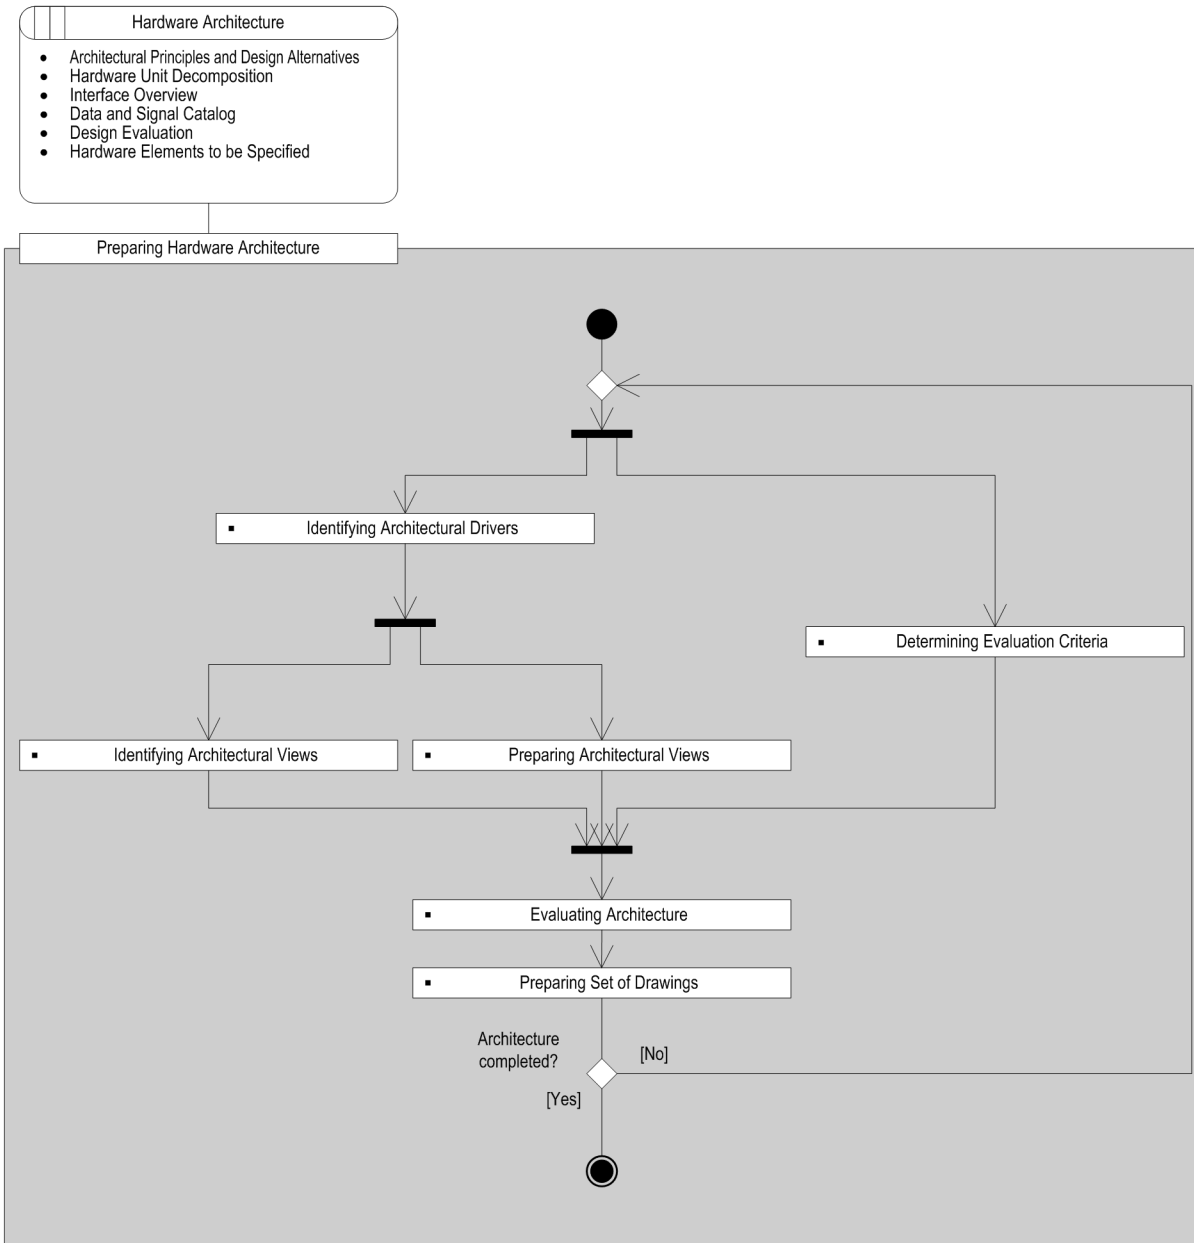 Hardware Architecture
Architectural Principles and Design Alternatives
Hardware Unit Decomposition
Interface Overview
Data and Signal Catalog
Design Evaluation
Hardware Elements to be Specified
Preparing Hardware Architecture
Identifying Architectural Drivers
Determining Evaluation Criteria
Identifying Architectural Views
Preparing Architectural Views
Evaluating Architecture
Preparing Set of Drawings
Architecture
completed?
[No]
[Yes]